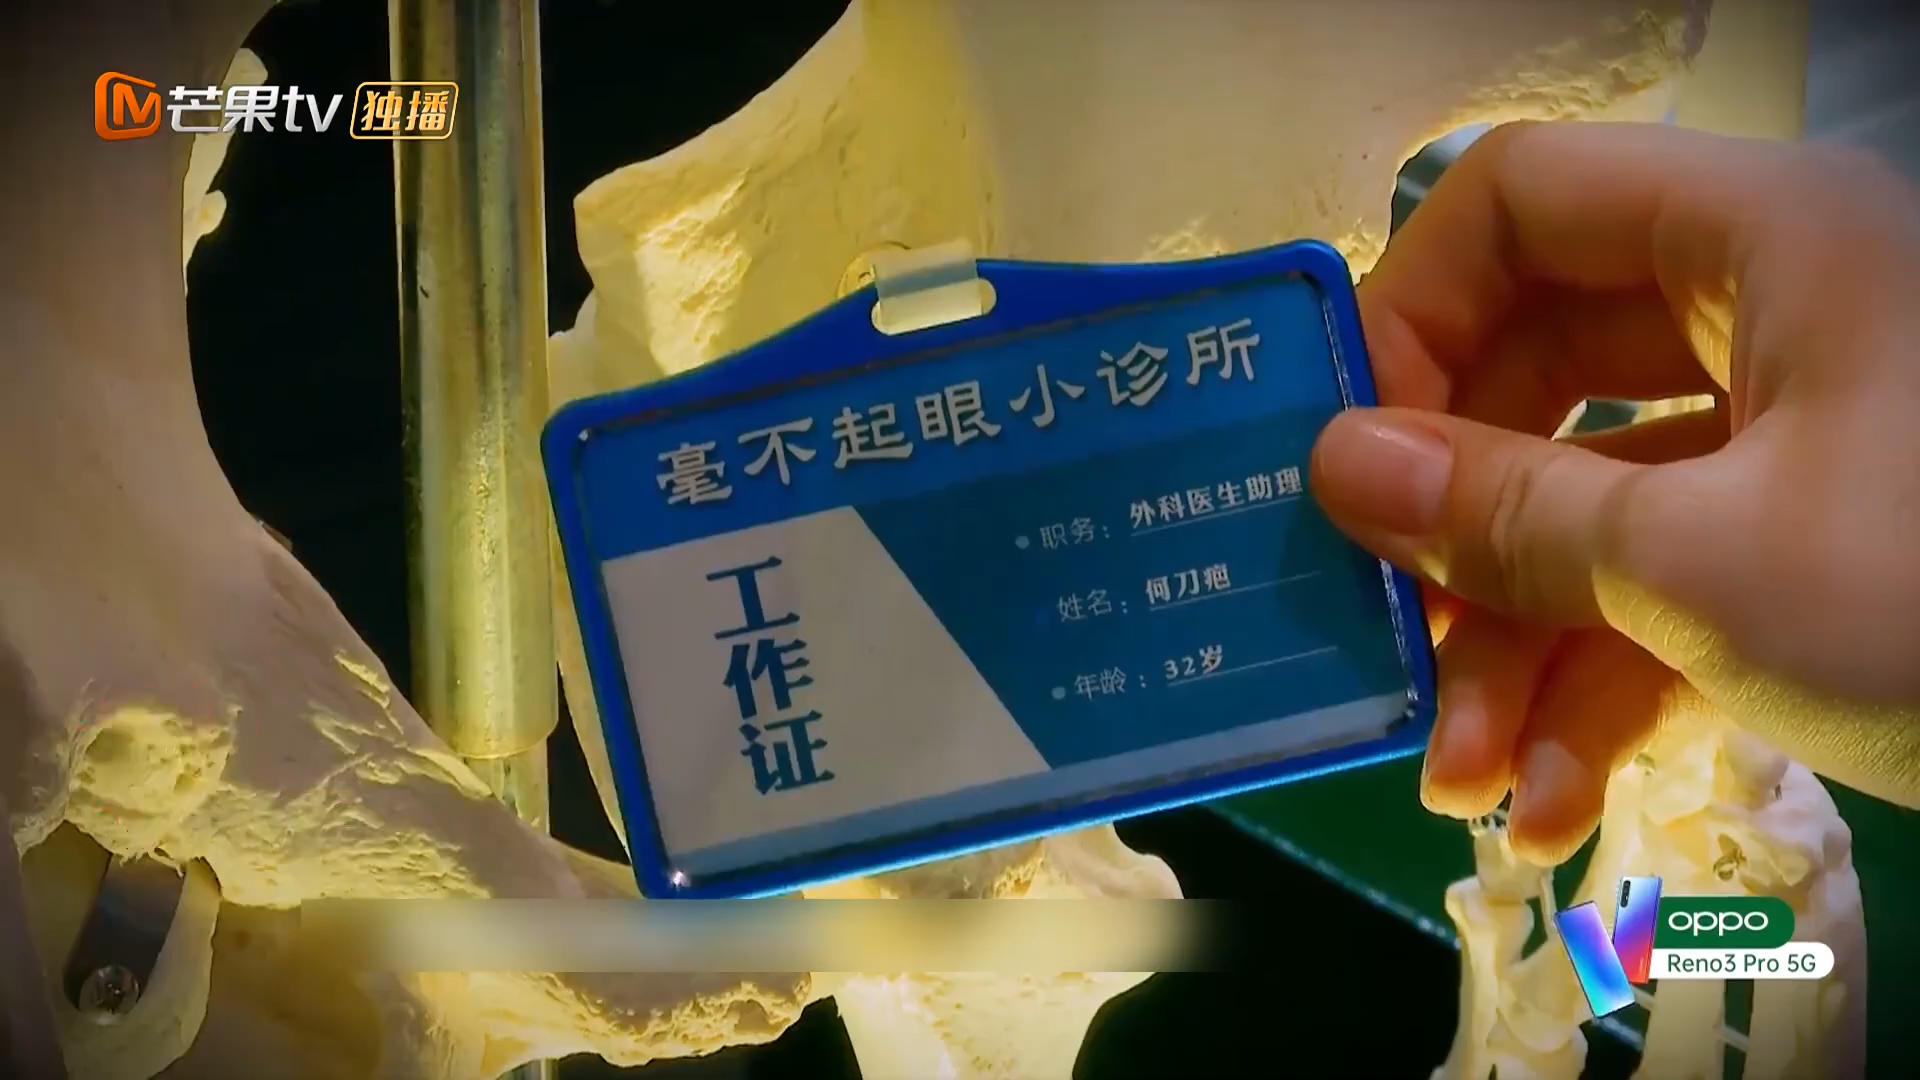 芒果tv 独播
毫不起眼小诊所
工作证
职务：外科医生助理
姓名：何刀疤
年龄：32岁
oppo
Reno3 Pro 5G